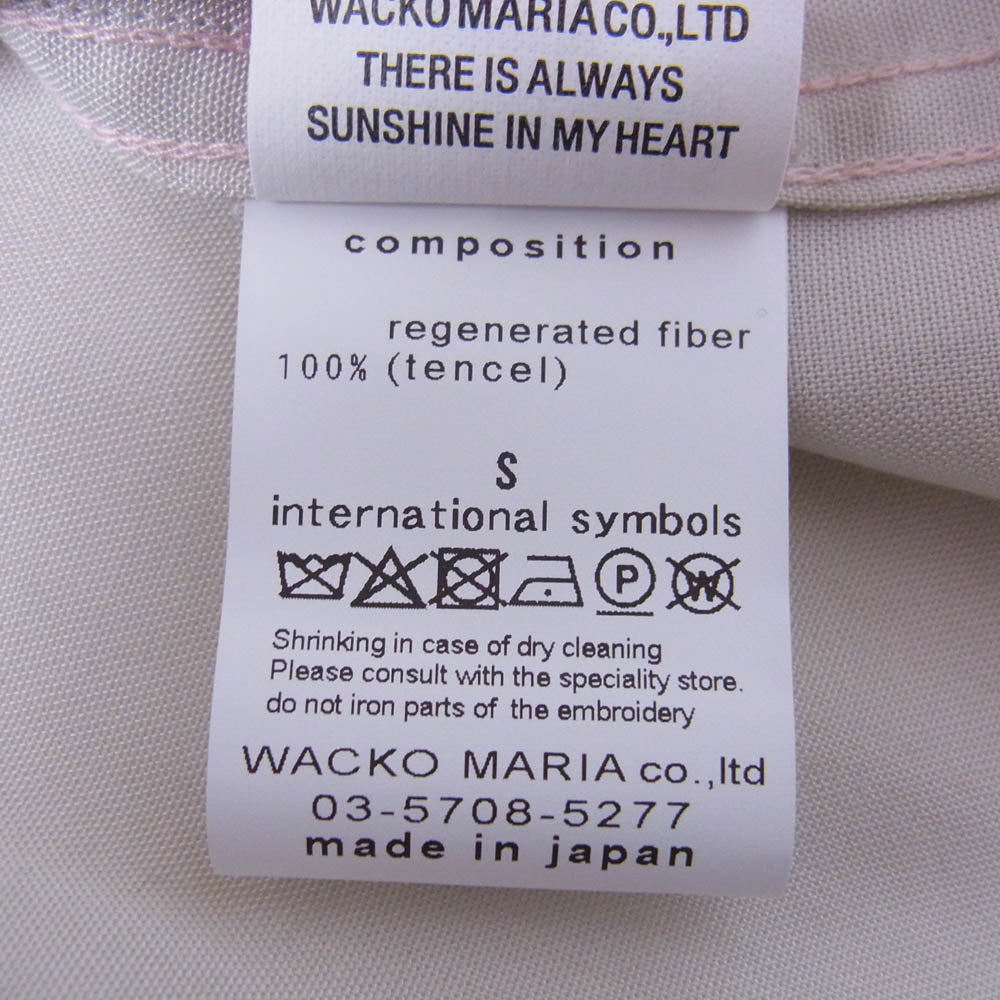 WACKO MARIA CO.,LTD
THERE IS ALWAYS
SUNSHINE IN MY HEART
composition
regenerated fiber
100% (tencel)
S
international symbols
P W
Shrinking in case of dry cleaning
Please consult with the speciality store.
do not iron parts of the embroidery
WACKO MARIA co.,ltd
03-5708-5277
made in japan